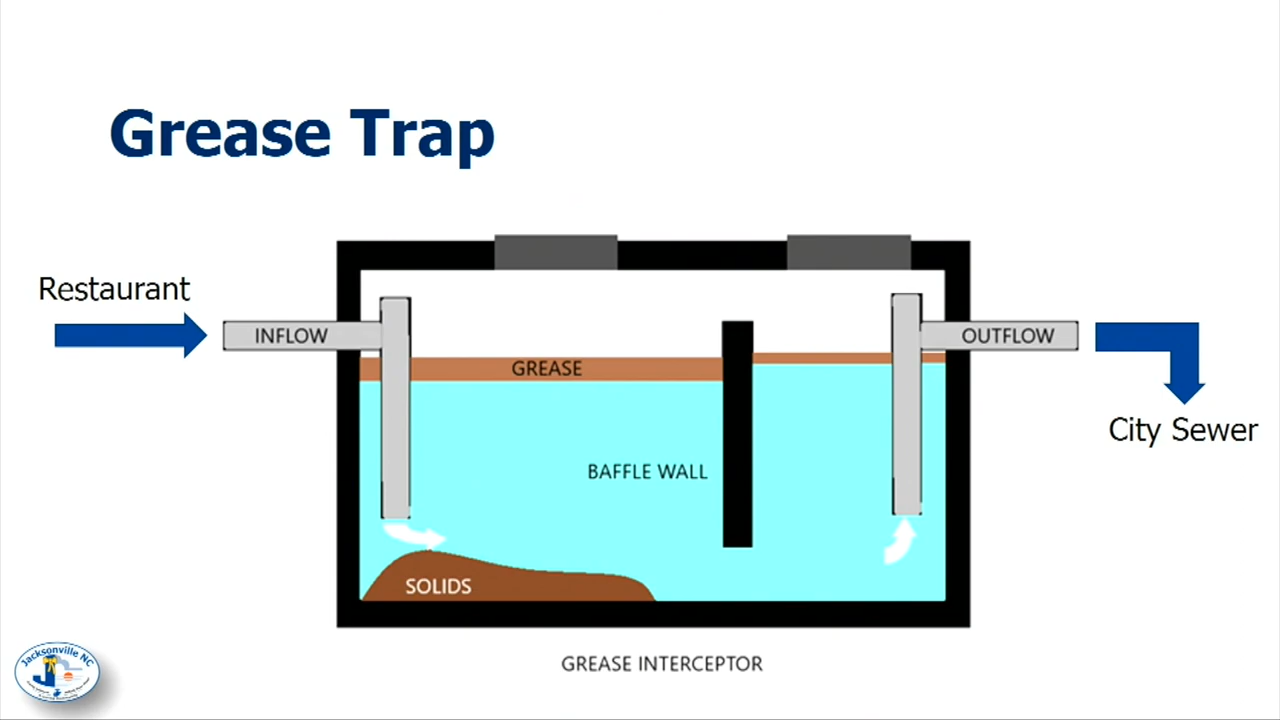 Grease Trap
Restaurant
INFLOW
OUTFLOW
GREASE
City Sewer
BAFFLE WALL
SOLIDS
GREASE INTERCEPTOR
Jacksonville NC